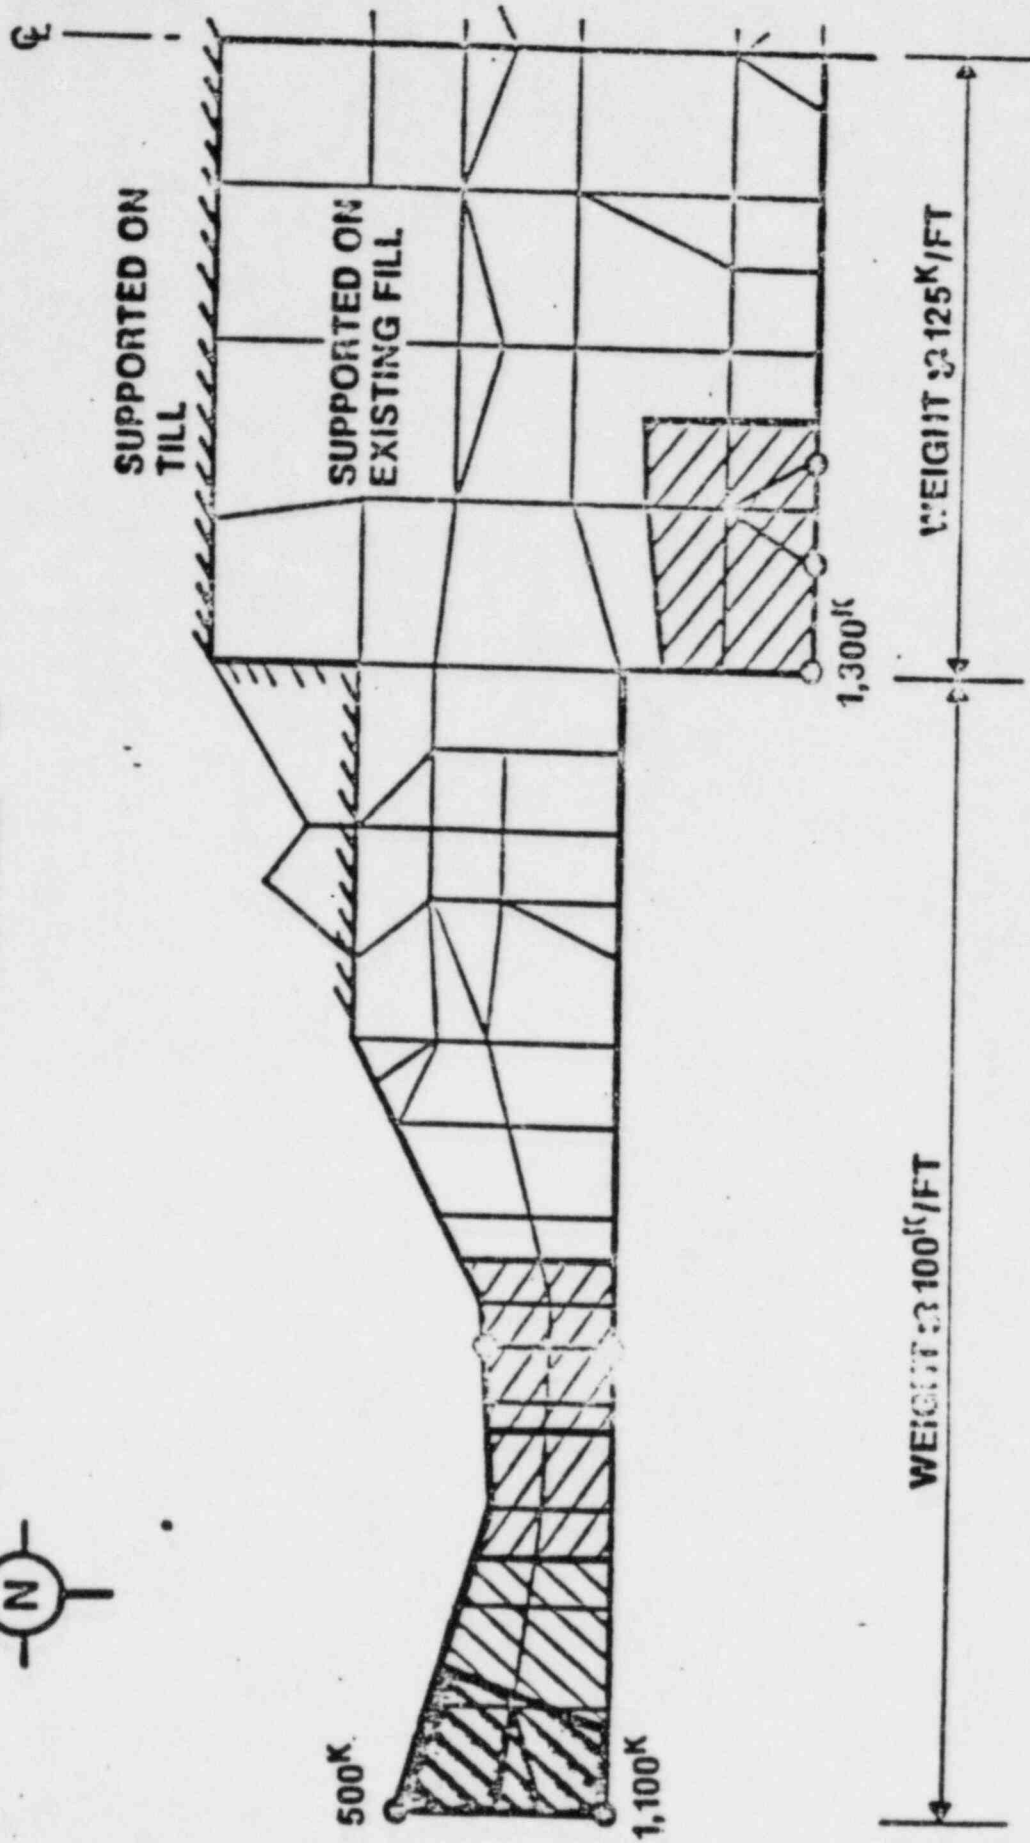 ℄
SUPPORTED ON
TILL
SUPPORTED ON
EXISTING FILL
WEIGHT ≅ 125K/FT
1,300K
WEIGHT ≅ 100K/FT
N
500K
1,100K